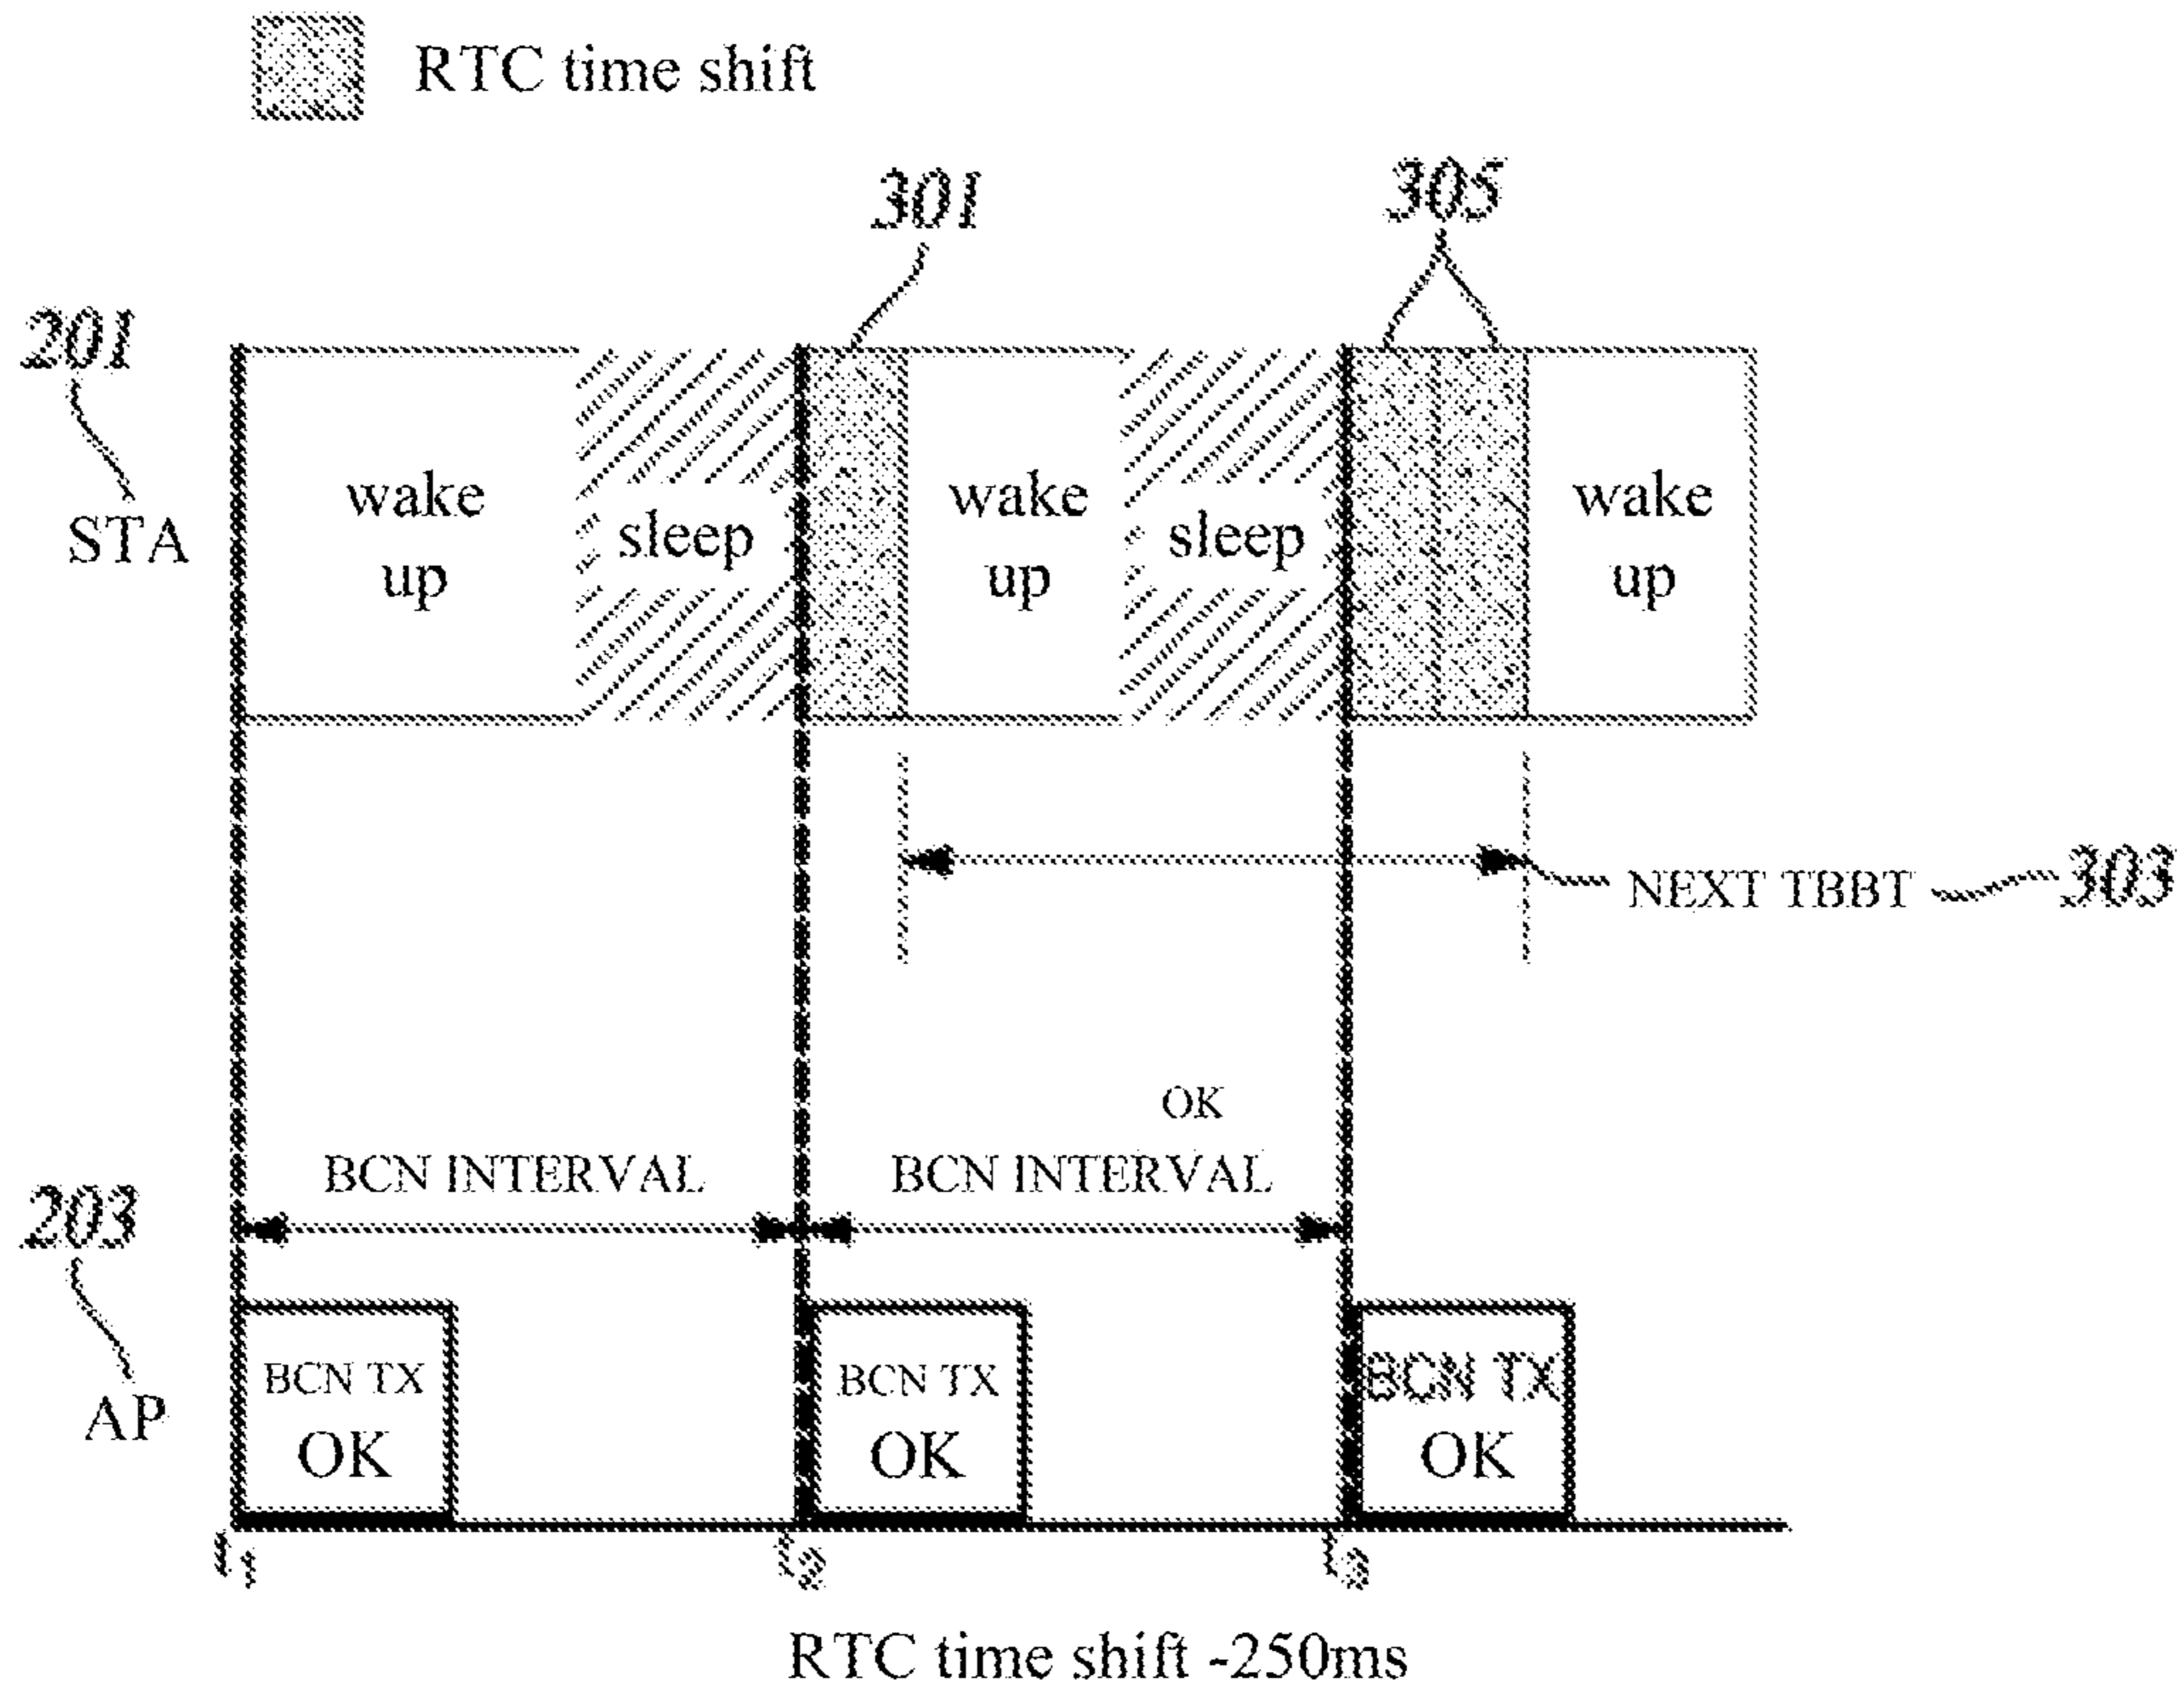 RTC time shift
301
305
201
STA
wake
up
sleep
wake
up
sleep
wake
up
NEXT TBBT
303
OK
BCN INTERVAL
BCN INTERVAL
203
AP
BCN TX
OK
BCN TX
OK
BCN TX
OK
t1
t2
t3
RTC time shift -250ms